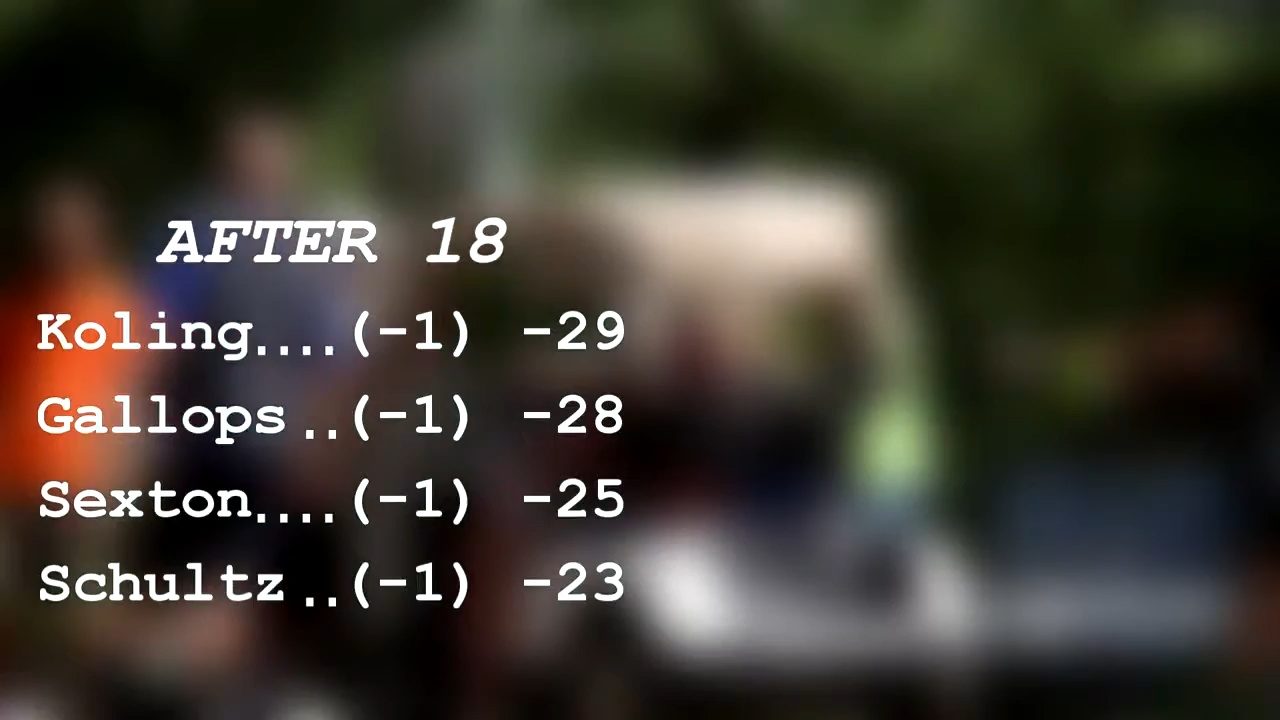 AFTER 18
Koling....(-1) -29
Gallops ..(-1) -28
Sexton....(-1) -25
Schultz ..(-1) -23